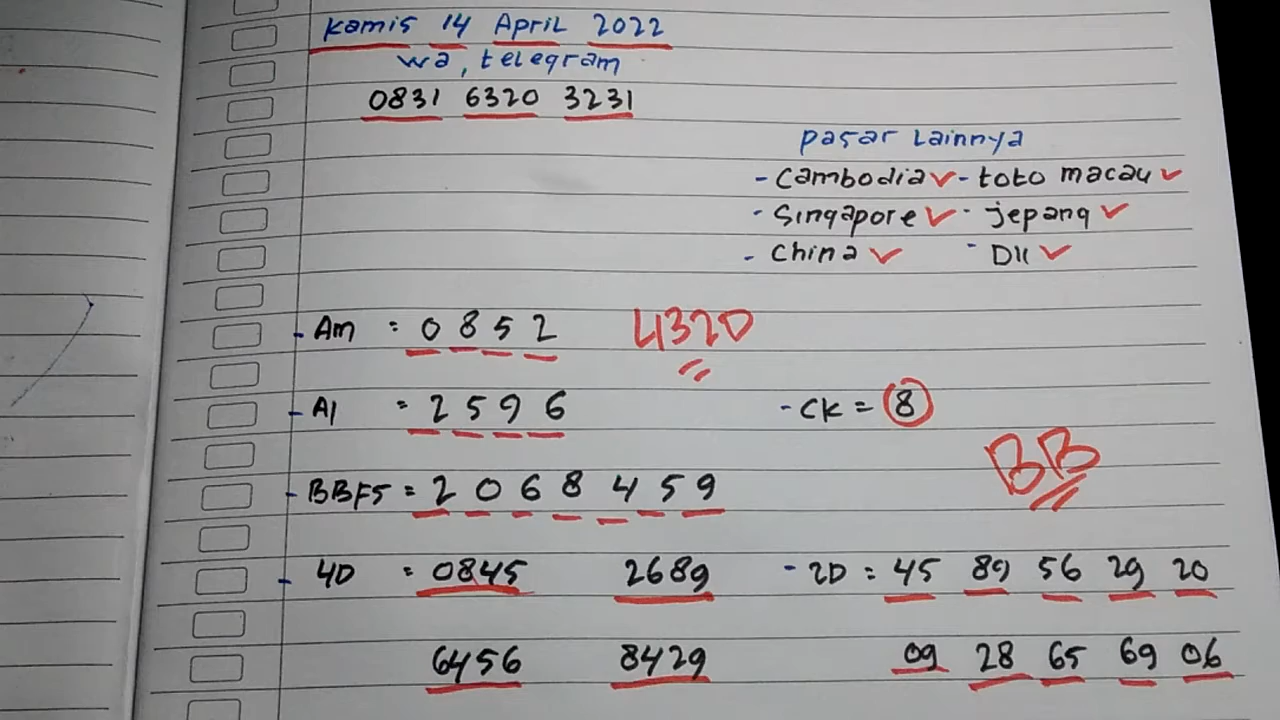 Kamis 14 April 2022
wa, telegram
0831 6320 3231
pasar lainnya
- Cambodia ✓ - toto macau ✓
- Singapore ✓ - jepang ✓
- China ✓ - Dll ✓
- Am = 0852 432D
- AI = 2596 - CK = 8
BB
- BBFS = 2068459
- 4D = 0845 2689 - 2D = 45 89 56 29 20
6456 8429 09 28 65 69 06